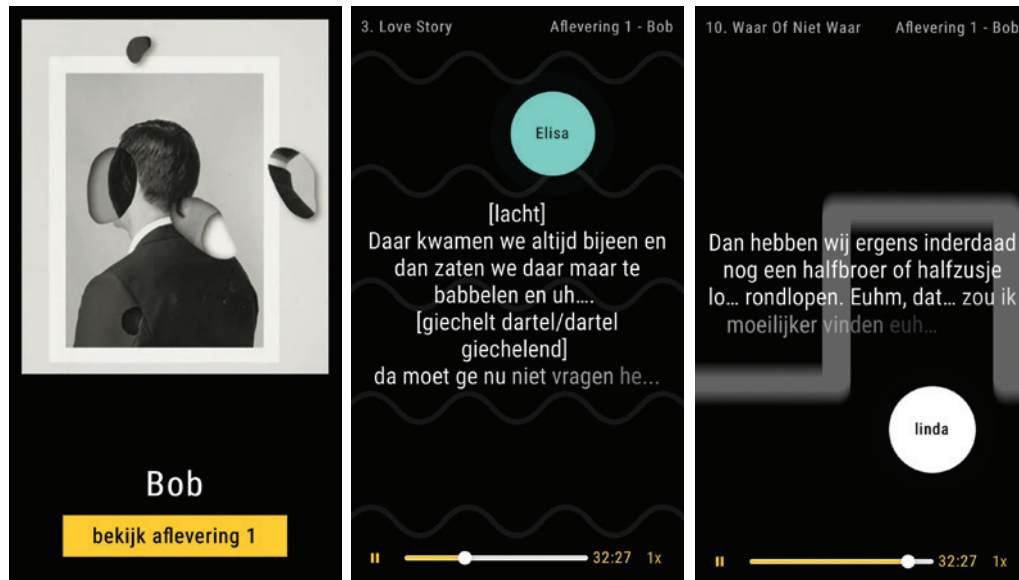 Bob
bekijk aflevering 1
3. Love Story
Aflevering 1 - Bob
Elisa
[lacht]
Daar kwamen we altijd bijeen en
dan zaten we daar maar te
babbelen en uh....
[giechelt dartel/dartel
giechelend]
da moet ge nu niet vragen he...
32:27
1x
10. Waar Of Niet Waar
Aflevering 1 - Bob
Dan hebben wij ergens inderdaad
nog een halfbroer of halfzusje
lo... rondlopen. Euhm, dat... zou ik
moeilijker vinden euh...
linda
32:27
1x